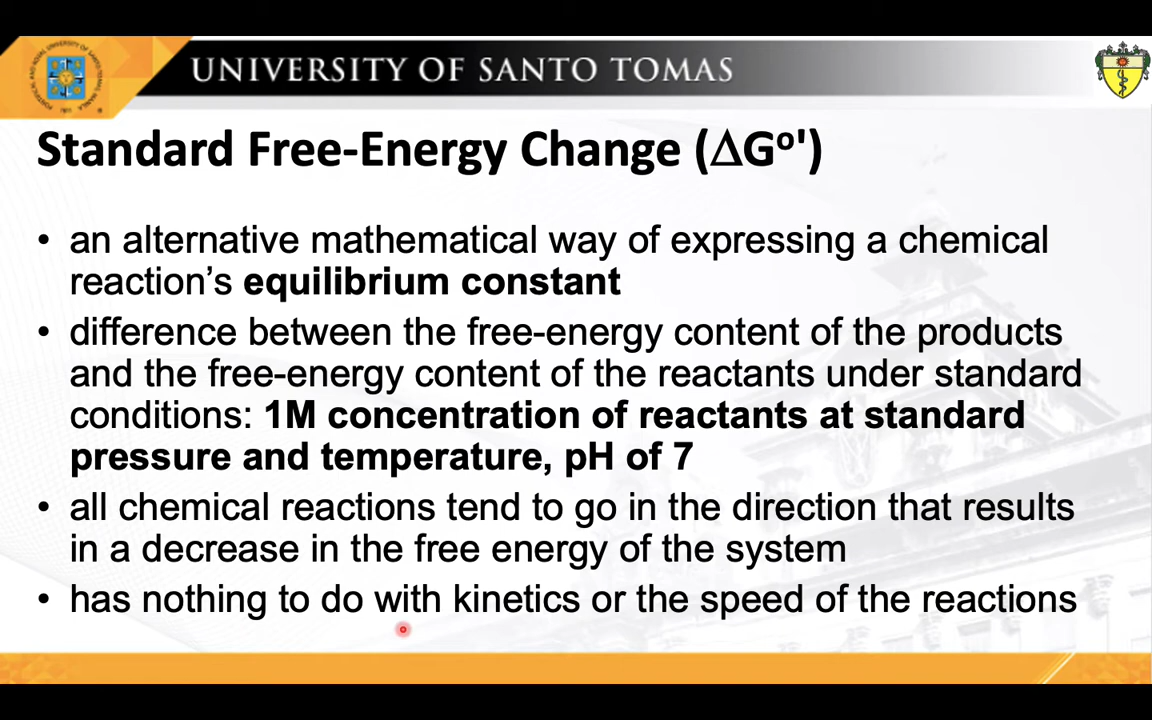 UNIVERSITY OF SANTO TOMAS
Standard Free-Energy Change (ΔGº')
• an alternative mathematical way of expressing a chemical
reaction’s equilibrium constant
• difference between the free-energy content of the products
and the free-energy content of the reactants under standard
conditions: 1M concentration of reactants at standard
pressure and temperature, pH of 7
• all chemical reactions tend to go in the direction that results
in a decrease in the free energy of the system
• has nothing to do with kinetics or the speed of the reactions